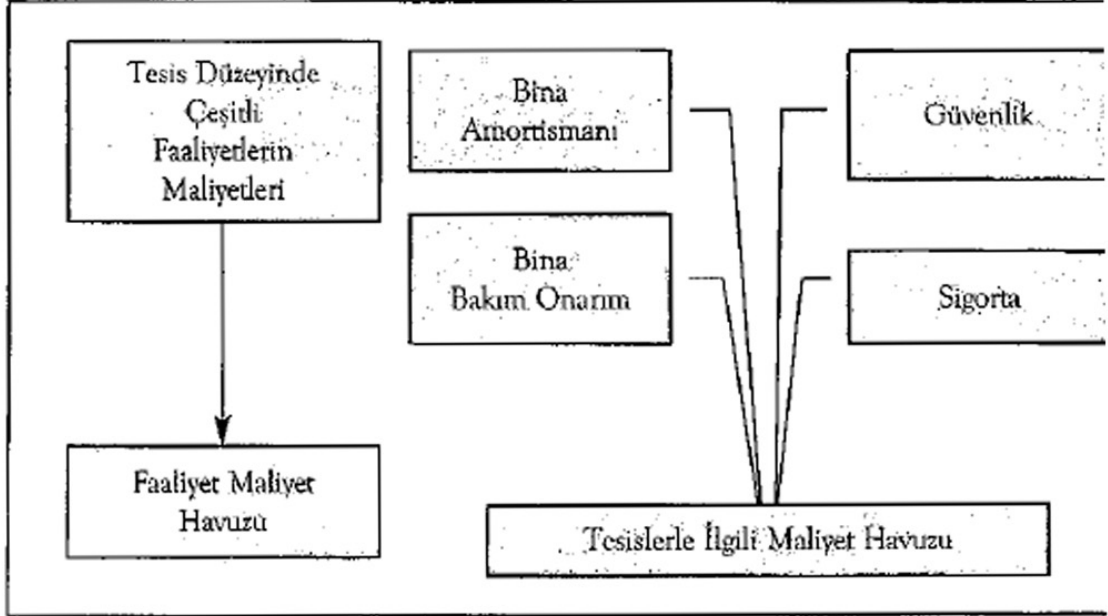 Tesis Düzeyinde
Çeşitli
Faaliyetlerin
Maliyetleri
Bina
Amortismanı
Güvenlik
Bina
Bakım Onarım
Sigorta
Faaliyet Maliyet
Havuzu
Tesislerle İlgili Maliyet Havuzu